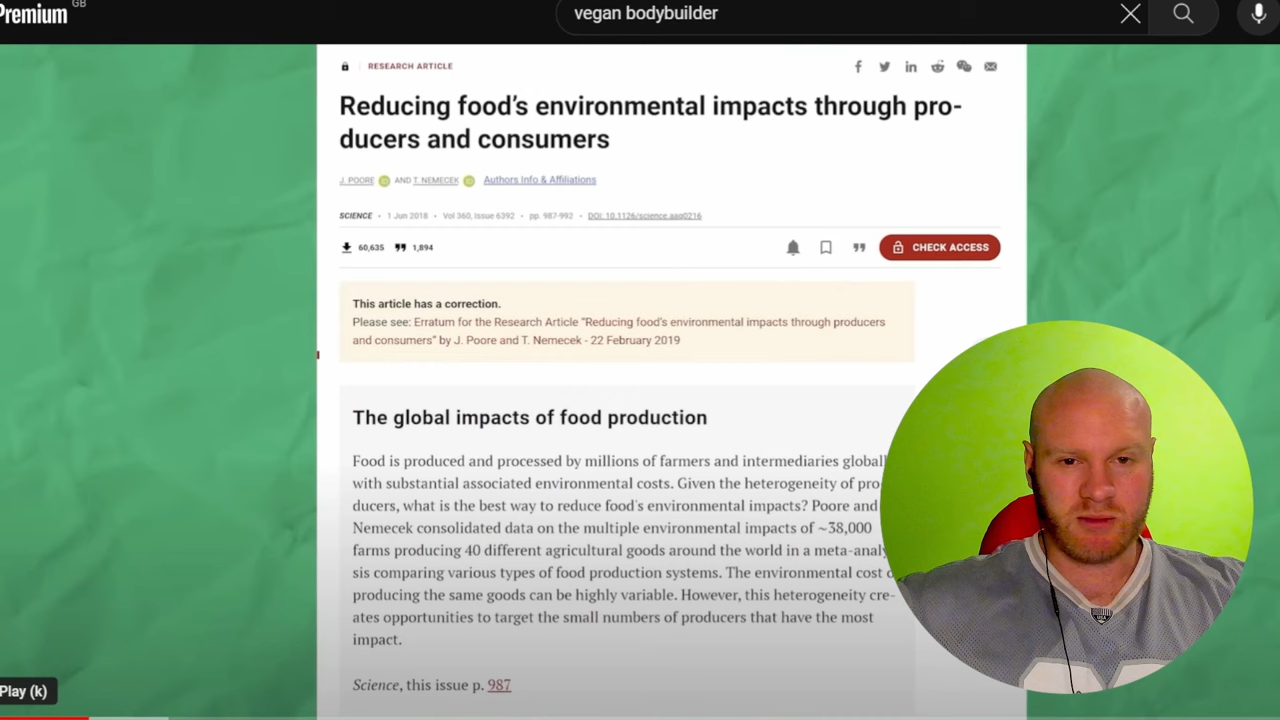 Premium GB
vegan bodybuilder
RESEARCH ARTICLE
Reducing food's environmental impacts through pro-
ducers and consumers
J. POORE AND T. NEMECEK Authors Info & Affiliations
SCIENCE • 1 Jun 2018 • Vol 360, Issue 6392 • pp. 987-992 • DOI: 10.1126/science.aaq0216
60,635 1,894
CHECK ACCESS
This article has a correction.
Please see: Erratum for the Research Article "Reducing food's environmental impacts through producers
and consumers" by J. Poore and T. Nemecek - 22 February 2019
The global impacts of food production
Food is produced and processed by millions of farmers and intermediaries global
with substantial associated environmental costs. Given the heterogeneity of pro
ducers, what is the best way to reduce food's environmental impacts? Poore and
Nemecek consolidated data on the multiple environmental impacts of ~38,000
farms producing 40 different agricultural goods around the world in a meta-analy
sis comparing various types of food production systems. The environmental cost o
producing the same goods can be highly variable. However, this heterogeneity cre-
ates opportunities to target the small numbers of producers that have the most
impact.
Science, this issue p. 987
Play (k)